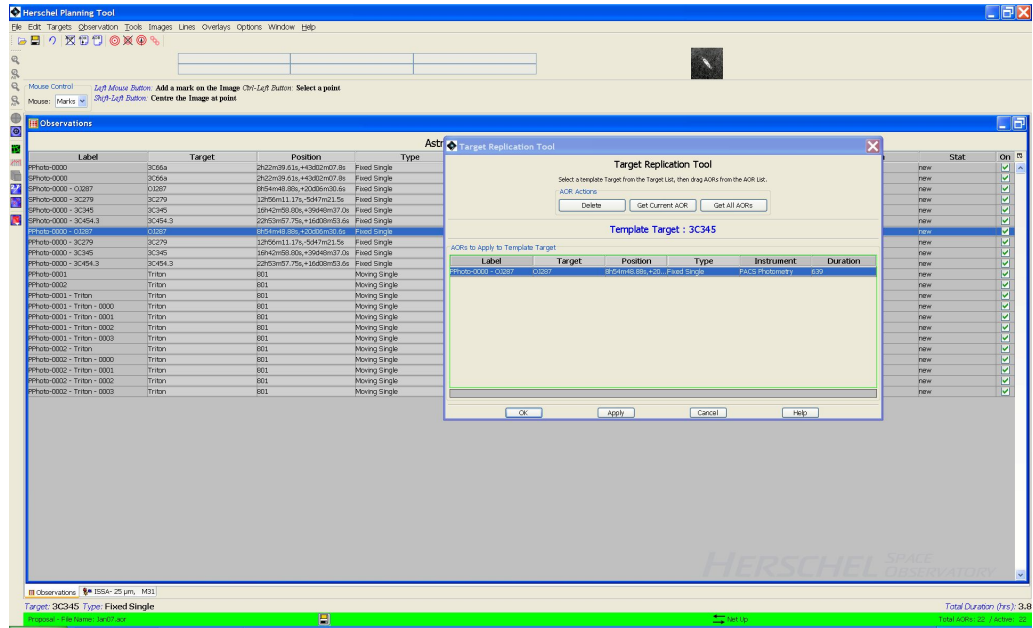 Herschel Planning Tool
File Edit Targets Observation Tools Images Lines Overlays Options Window Help
Mouse Control
Left Mouse Button: Add a mark on the Image Ctrl-Left Button: Select a point
Mouse: Marks
Shift-Left Button: Centre the Image at point
Observations
Astr
Label Target Position Type Stat On
PPhoto-0000 3C66a 2h22m39.61s,+43d02m07.8s Fixed Single new
SPhoto-0000 3C66a 2h22m39.61s,+43d02m07.8s Fixed Single new
SPhoto-0000 - OJ287 OJ287 8h54m48.88s,+20d06m30.6s Fixed Single new
SPhoto-0000 - 3C279 3C279 12h56m11.17s,-5d47m21.5s Fixed Single new
SPhoto-0000 - 3C345 3C345 16h42m58.80s,+39d48m37.0s Fixed Single new
SPhoto-0000 - 3C454.3 3C454.3 22h53m57.75s,+16d08m53.6s Fixed Single new
PPhoto-0000 - OJ287 OJ287 8h54m48.88s,+20d06m30.6s Fixed Single new
PPhoto-0000 - 3C279 3C279 12h56m11.17s,-5d47m21.5s Fixed Single new
PPhoto-0000 - 3C345 3C345 16h42m58.80s,+39d48m37.0s Fixed Single new
PPhoto-0000 - 3C454.3 3C454.3 22h53m57.75s,+16d08m53.6s Fixed Single new
PPhoto-0001 Triton 801 Moving Single new
PPhoto-0002 Triton 801 Moving Single new
PPhoto-0001 - Triton Triton 801 Moving Single new
PPhoto-0001 - Triton - 0000 Triton 801 Moving Single new
PPhoto-0001 - Triton - 0001 Triton 801 Moving Single new
PPhoto-0001 - Triton - 0002 Triton 801 Moving Single new
PPhoto-0001 - Triton - 0003 Triton 801 Moving Single new
PPhoto-0002 - Triton Triton 801 Moving Single new
PPhoto-0002 - Triton - 0000 Triton 801 Moving Single new
PPhoto-0002 - Triton - 0001 Triton 801 Moving Single new
PPhoto-0002 - Triton - 0002 Triton 801 Moving Single new
PPhoto-0002 - Triton - 0003 Triton 801 Moving Single new
Target Replication Tool
Target Replication Tool
Select a template Target from the Target List, then drag AORs from the AOR List.
AOR Actions
Delete Get Current AOR Get All AORs
Template Target : 3C345
AORs to Apply to Template Target
Label Target Position Type Instrument Duration
PPhoto-0000 - OJ287 OJ287 8h54m48.88s,+20... Fixed Single PACS Photometry 639
OK Apply Cancel Help
HERSCHEL SPACE OBSERVATORY
Observations ISSA- 25 µm, M31
Target: 3C345 Type: Fixed Single Total Duration (hrs): 3.8
Proposal - File Name: Jan07.aor Net Up Total AORs: 22 / Active: 22